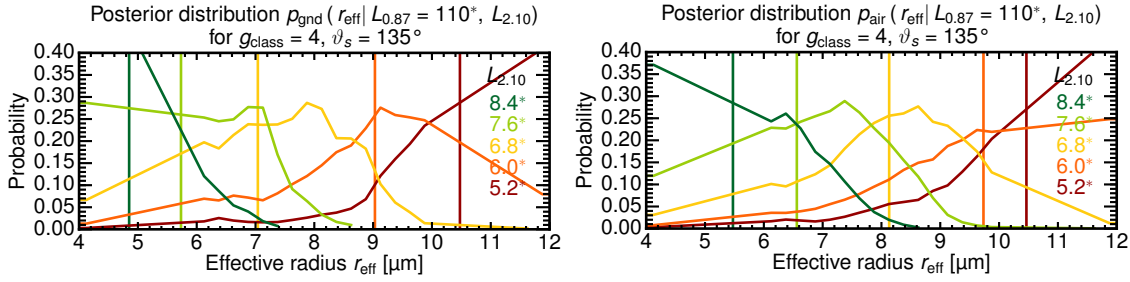 Posterior distribution p_gnd ( r_eff | L_0.87 = 110*, L_2.10)
for g_class = 4, ϑ_s = 135°
Probability
0.40
0.35
0.30
0.25
0.20
0.15
0.10
0.05
0.00
L_2.10
8.4*
7.6*
6.8*
6.0*
5.2*
4 5 6 7 8 9 10 11 12
Effective radius r_eff [µm]
Posterior distribution p_air ( r_eff | L_0.87 = 110*, L_2.10)
for g_class = 4, ϑ_s = 135°
Probability
0.40
0.35
0.30
0.25
0.20
0.15
0.10
0.05
0.00
L_2.10
8.4*
7.6*
6.8*
6.0*
5.2*
4 5 6 7 8 9 10 11 12
Effective radius r_eff [µm]